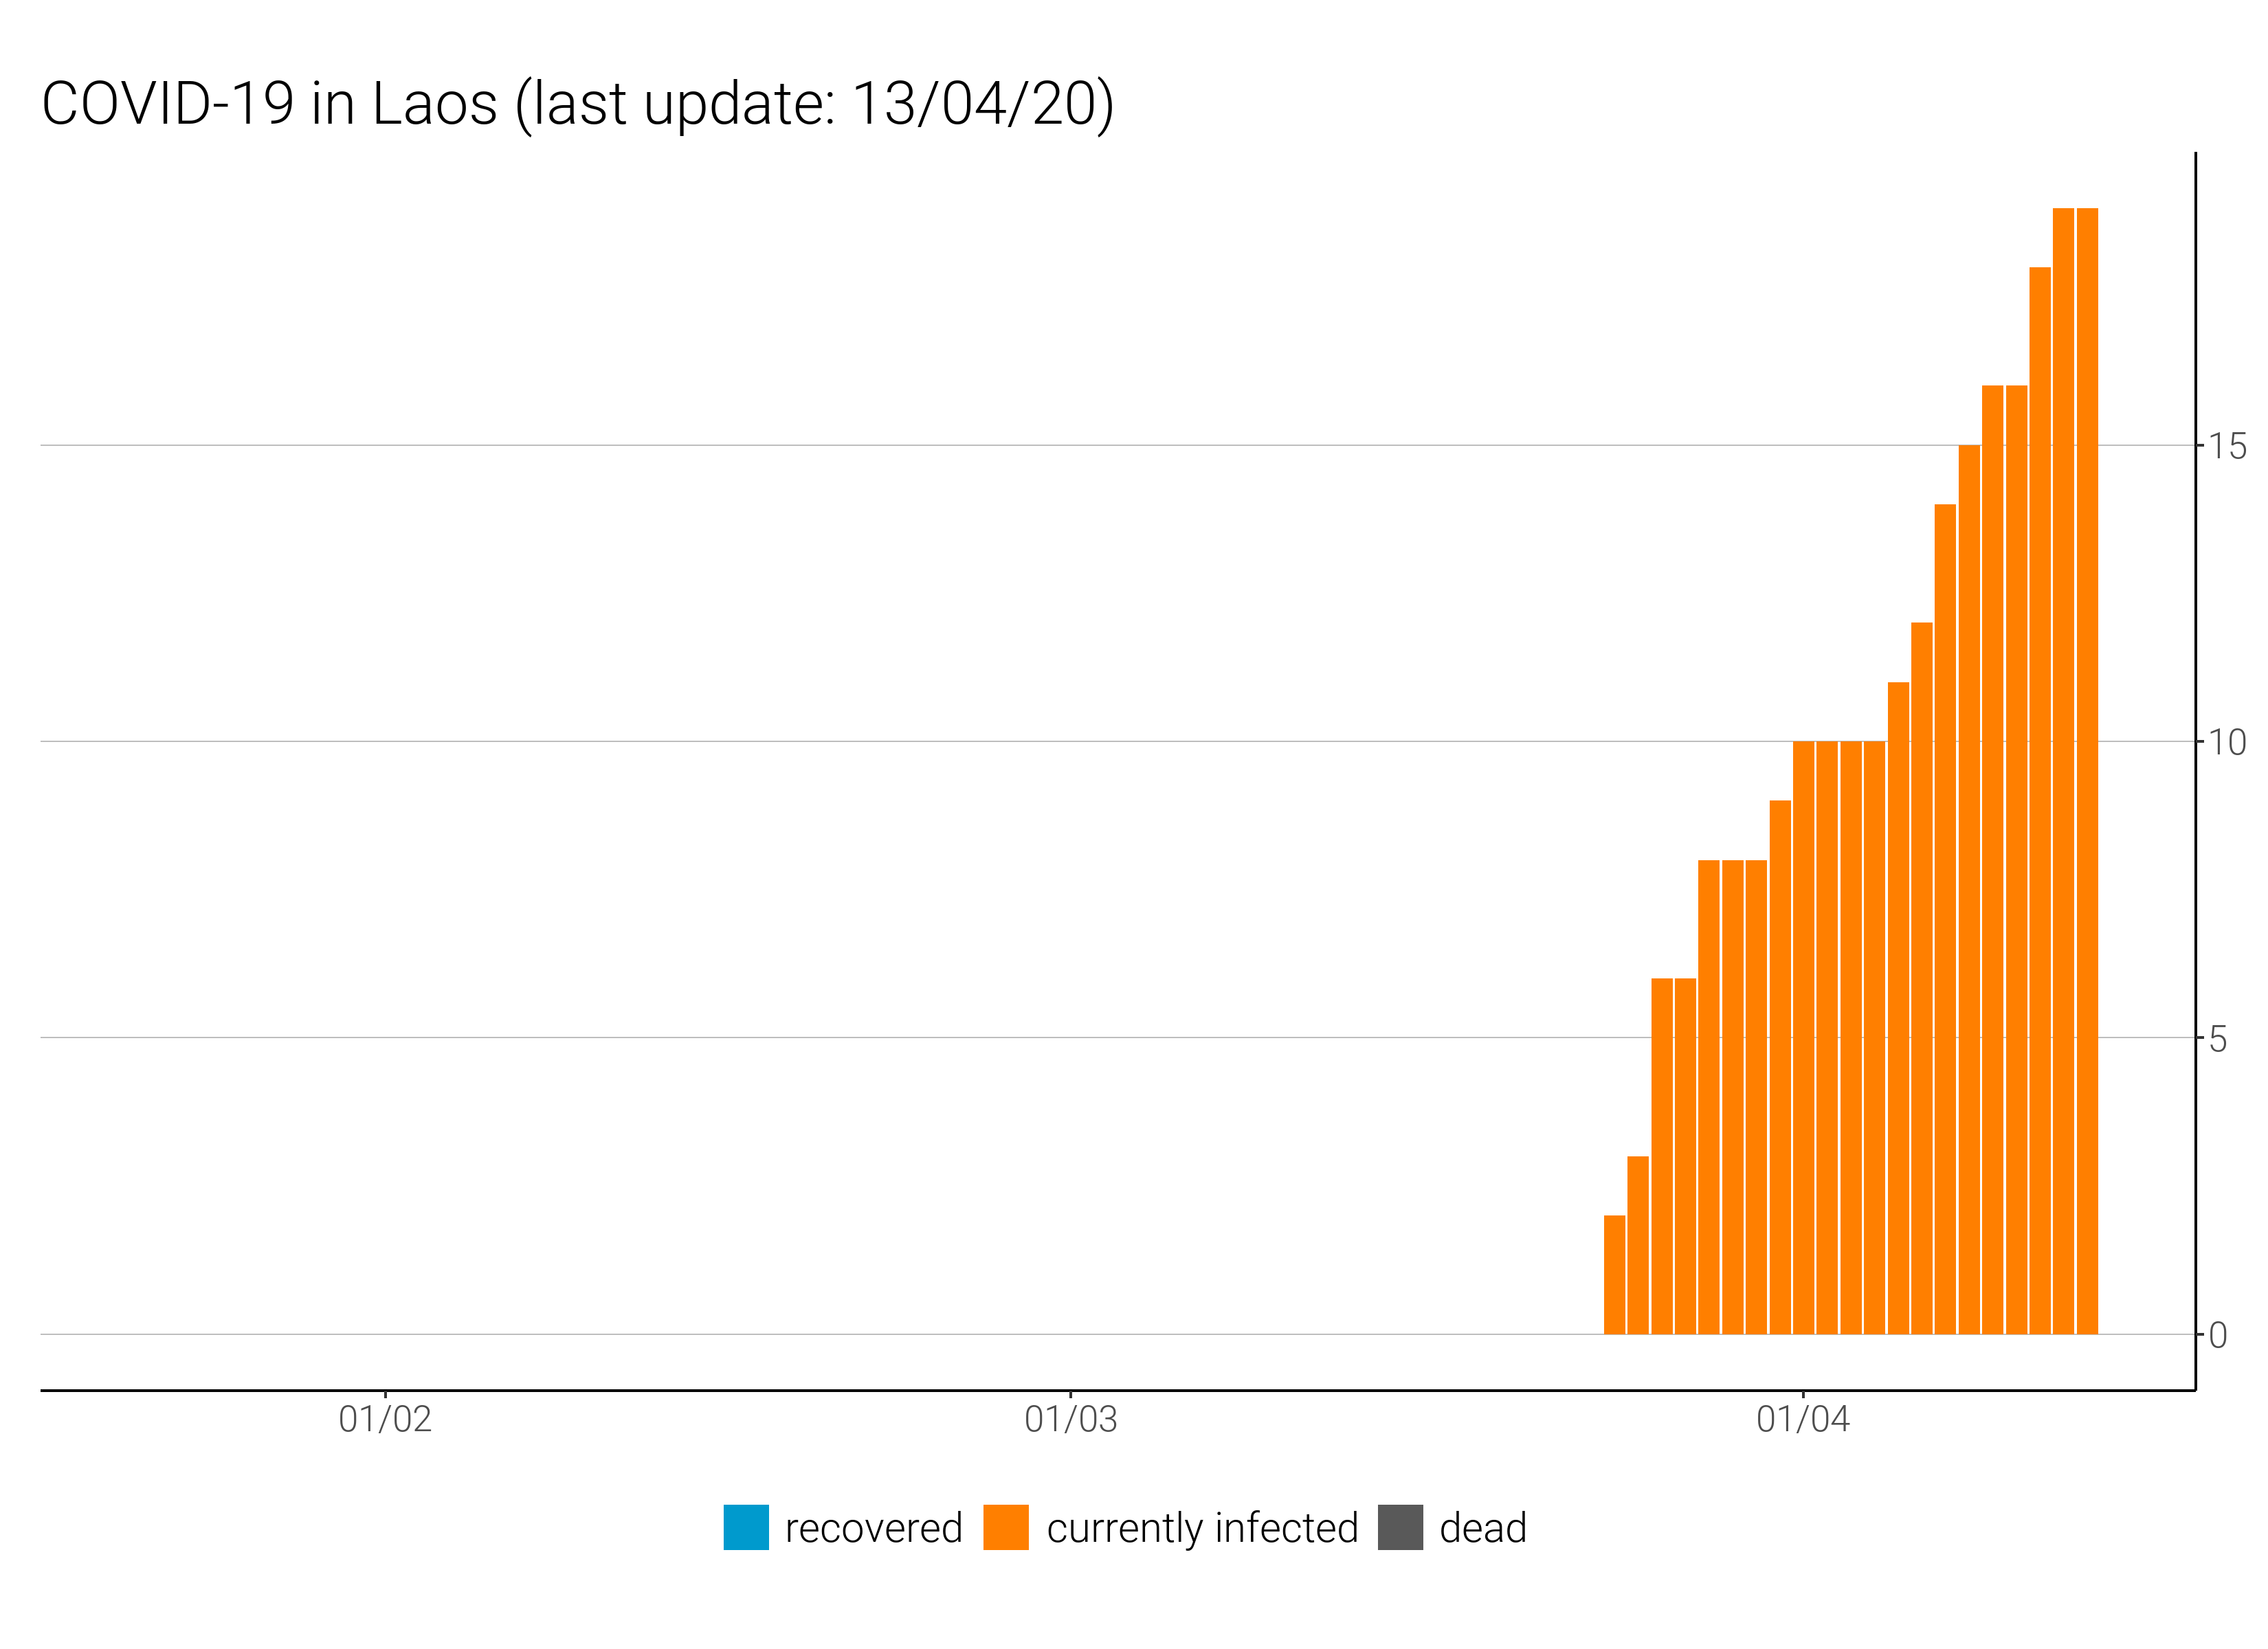 COVID-19 in Laos (last update: 13/04/20)
15
10
5
0
01/02 01/03 01/04
recovered currently infected dead